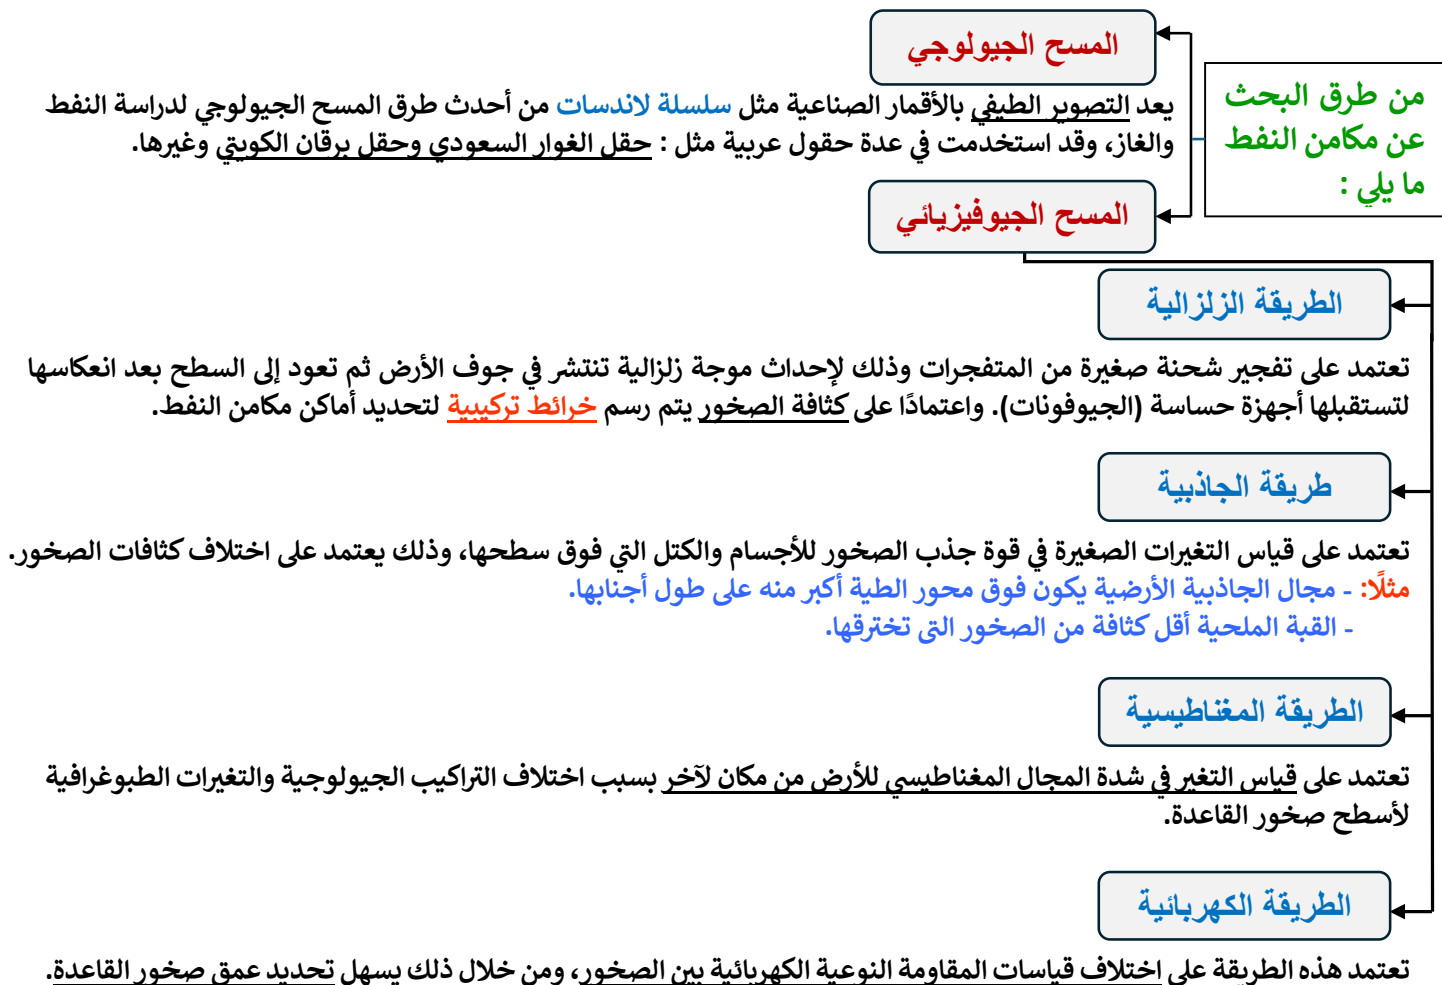 من طرق البحث
عن مكامن النفط
ما يلي :
المسح الجيولوجي
يعد التصوير الطيفي بالأقمار الصناعية مثل سلسلة لاندسات من أحدث طرق المسح الجيولوجي لدراسة النفط
والغاز، وقد استخدمت في عدة حقول عربية مثل : حقل الغوار السعودي وحقل برقان الكويتي وغيرها.
المسح الجيوفيزيائي
الطريقة الزلزالية
تعتمد على تفجير شحنة صغيرة من المتفجرات وذلك لإحداث موجة زلزالية تنتشر في جوف الأرض ثم تعود إلى السطح بعد انعكاسها
لتستقبلها أجهزة حساسة (الجيوفونات). واعتمادًا على كثافة الصخور يتم رسم خرائط تركيبية لتحديد أماكن مكامن النفط.
طريقة الجاذبية
تعتمد على قياس التغيرات الصغيرة في قوة جذب الصخور للأجسام والكتل التي فوق سطحها، وذلك يعتمد على اختلاف كثافات الصخور.
مثلًا: - مجال الجاذبية الأرضية يكون فوق محور الطية أكبر منه على طول أجنابها.
- القبة الملحية أقل كثافة من الصخور التى تخترقها.
الطريقة المغناطيسية
تعتمد على قياس التغير في شدة المجال المغناطيسي للأرض من مكان لآخر بسبب اختلاف التراكيب الجيولوجية والتغيرات الطبوغرافية
لأسطح صخور القاعدة.
الطريقة الكهربائية
تعتمد هذه الطريقة على اختلاف قياسات المقاومة النوعية الكهربائية بين الصخور، ومن خلال ذلك يسهل تحديد عمق صخور القاعدة.